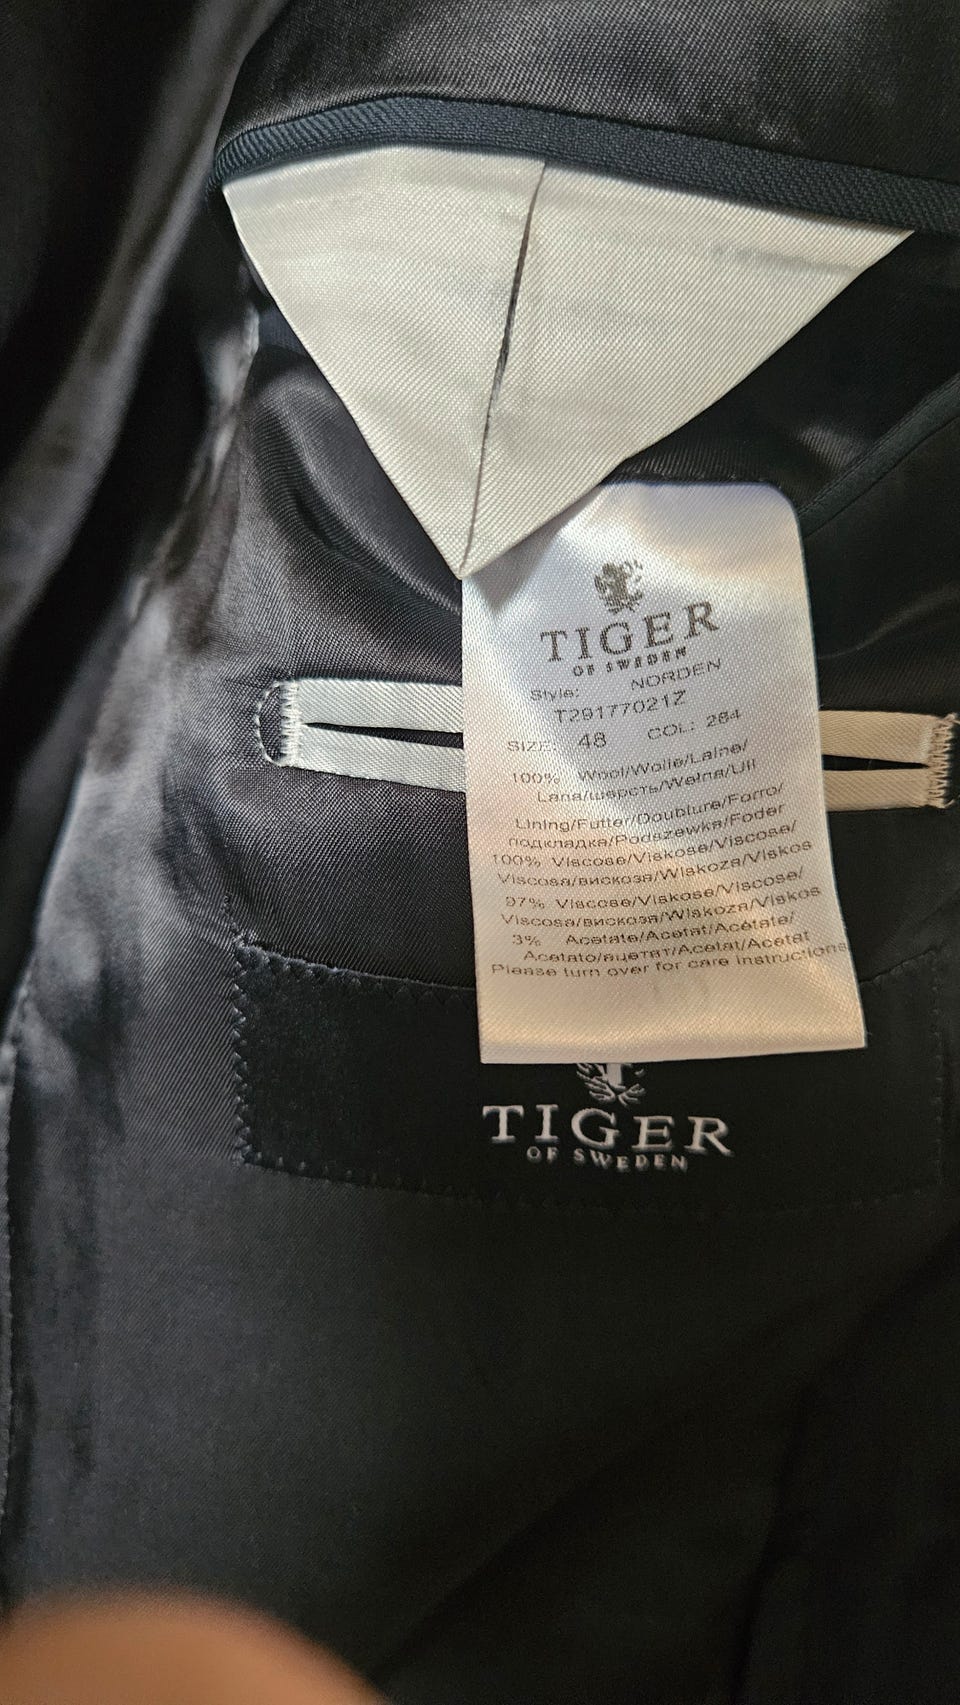 TIGER
OF SWEDEN
Style: NORDEN
T29177021Z
SIZE: 48 COL: 284
100% Wool/Wolle/Laine/
Lana/шерсть/Wełna/Ull
Lining/Futter/Doublure/Forro/
подкладка/Podszewka/Foder
100% Viscose/Viskose/Viscose/
Viscosa/вискоза/Wiskoza/Viskos
97% Viscose/Viskose/Viscose/
Viscosa/вискоза/Wiskoza/Viskos
3% Acetate/Acetat/Acétate/
Acetato/ацетат/Acetat/Acetat
Please turn over for care instructions
TIGER
OF SWEDEN